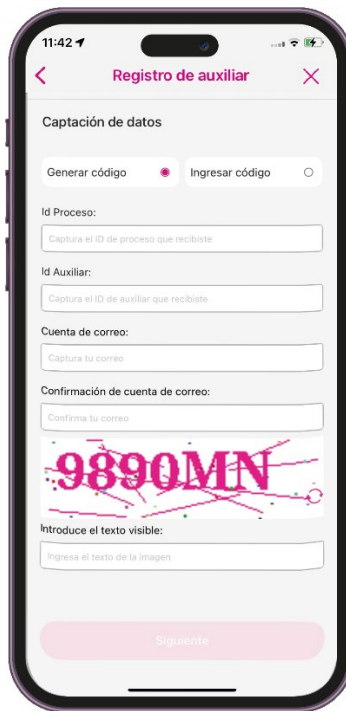 11:42
Registro de auxiliar
Captación de datos
Generar código
Ingresar código
Id Proceso:
Captura el ID de proceso que recibiste
Id Auxiliar:
Captura el ID de auxiliar que recibiste
Cuenta de correo:
Captura tu correo
Confirmación de cuenta de correo:
Confirma tu correo
9890MN
Introduce el texto visible:
Ingresa el texto de la imagen
Siguiente